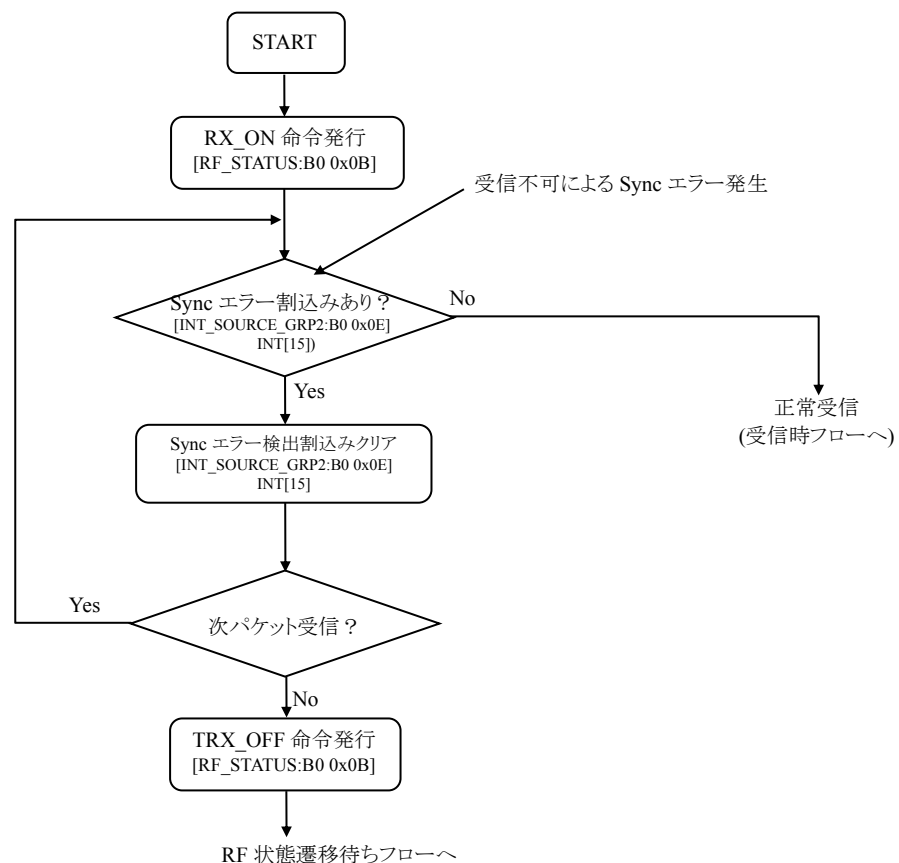 START
RX_ON 命令発行
[RF_STATUS:B0 0x0B]
受信不可による Sync エラー発生
Sync エラー割込みあり？
[INT_SOURCE_GRP2:B0 0x0E]
INT[15])
No
Yes
正常受信
(受信時フローへ)
Sync エラー検出割込みクリア
[INT_SOURCE_GRP2:B0 0x0E]
INT[15]
Yes
次パケット受信？
No
TRX_OFF 命令発行
[RF_STATUS:B0 0x0B]
RF 状態遷移待ちフローへ